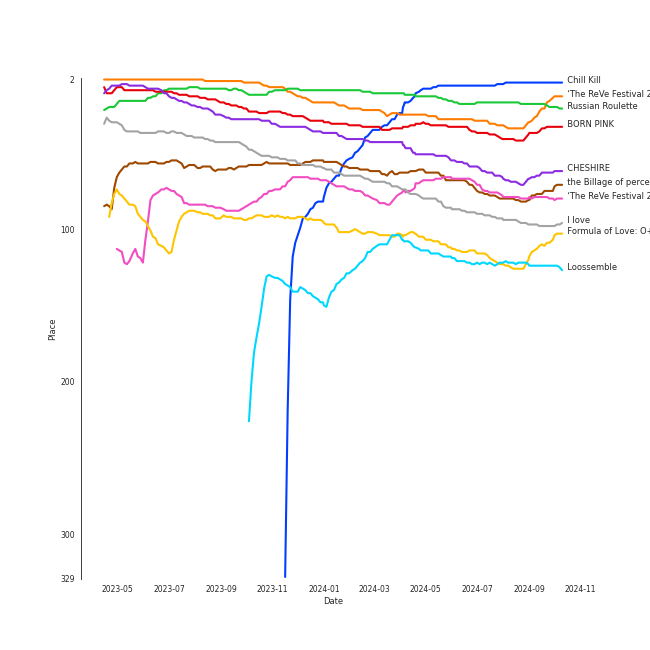 2
Chill Kill
'The ReVe Festival 2
Russian Roulette
BORN PINK
CHESHIRE
the Billage of perce
'The ReVe Festival 2
I love
100
Formula of Love: O+
Loossemble
Place
200
300
329
2023-05 2023-07 2023-09 2023-11 2024-01 2024-03 2024-05 2024-07 2024-09 2024-11
Date